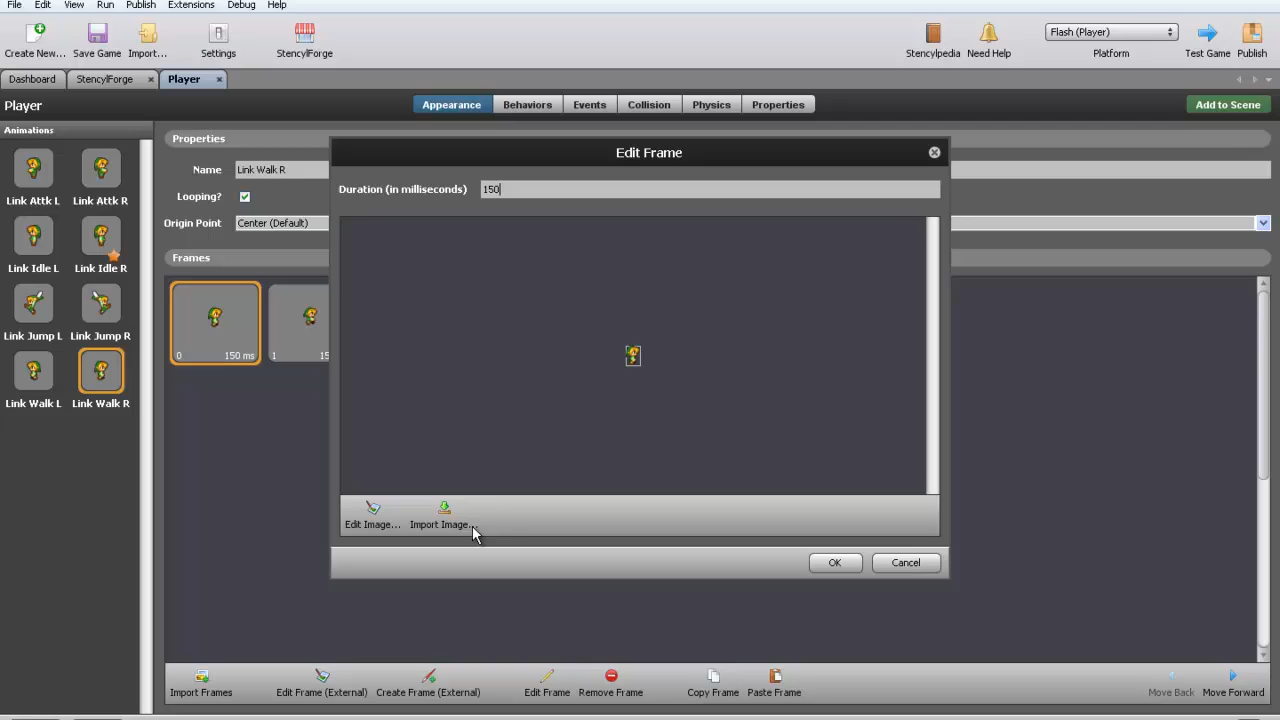 File Edit View Run Publish Extensions Debug Help
Create New... Save Game Import... Settings StencylForge Stencylpedia Need Help Flash (Player) Platform Test Game Publish
Dashboard StencylForge Player
Player Appearance Behaviors Events Collision Physics Properties Add to Scene
Animations
Link Attk L Link Attk R
Link Idle L Link Idle R
Link Jump L Link Jump R
Link Walk L Link Walk R
Properties
Name Link Walk R
Looping?
Origin Point Center (Default)
Frames
0 150 ms 1 15
Edit Frame
Duration (in milliseconds) 150
Edit Image... Import Image...
OK Cancel
Import Frames Edit Frame (External) Create Frame (External) Edit Frame Remove Frame Copy Frame Paste Frame Move Back Move Forward